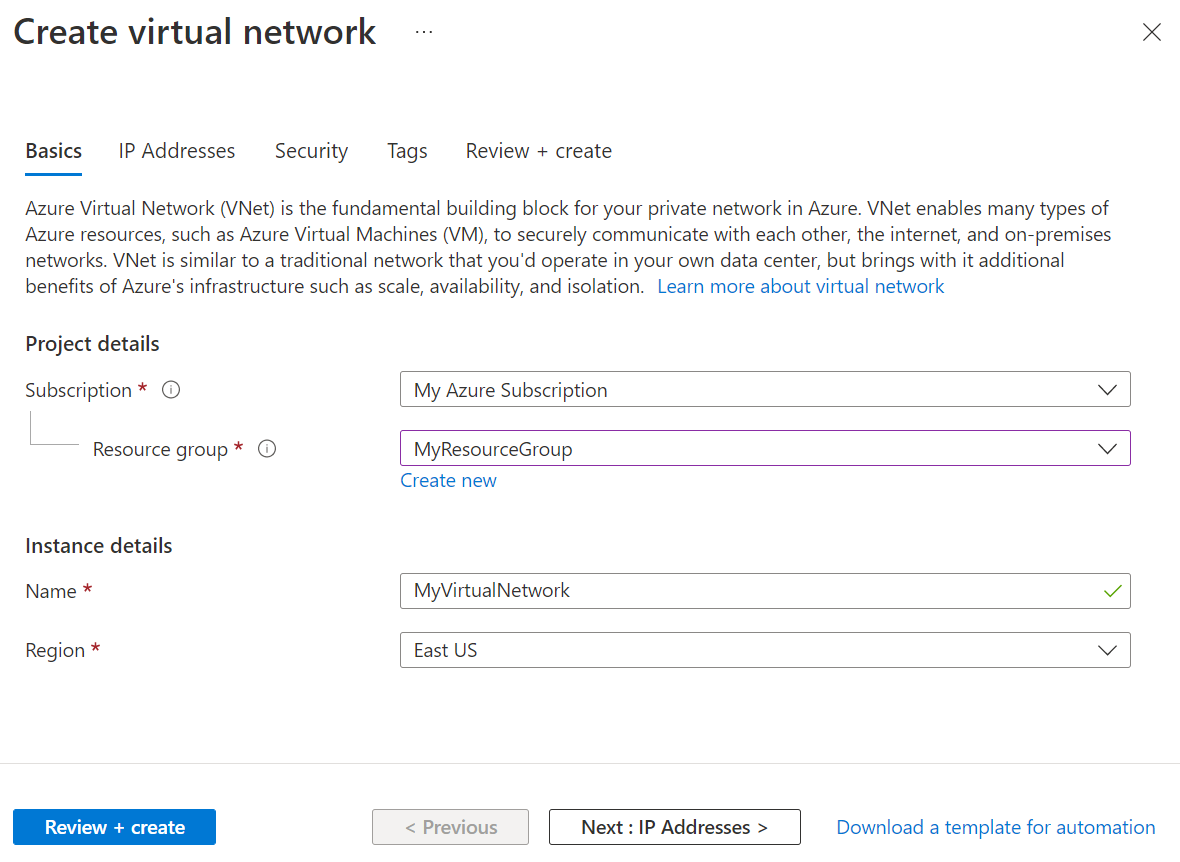 Create virtual network ...
Basics IP Addresses Security Tags Review + create
Azure Virtual Network (VNet) is the fundamental building block for your private network in Azure. VNet enables many types of
Azure resources, such as Azure Virtual Machines (VM), to securely communicate with each other, the internet, and on-premises
networks. VNet is similar to a traditional network that you'd operate in your own data center, but brings with it additional
benefits of Azure's infrastructure such as scale, availability, and isolation. Learn more about virtual network
Project details
Subscription * My Azure Subscription
Resource group * MyResourceGroup
Create new
Instance details
Name * MyVirtualNetwork
Region * East US
Review + create < Previous Next : IP Addresses > Download a template for automation